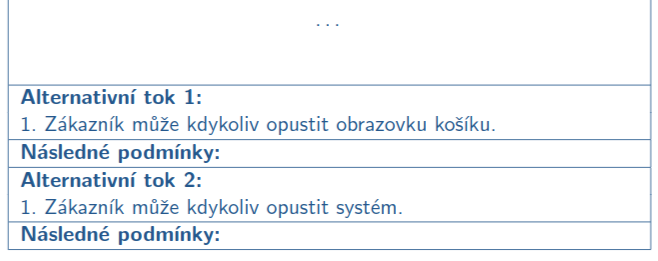 ...
Alternativní tok 1:
1. Zákazník může kdykoliv opustit obrazovku košíku.
Následné podmínky:
Alternativní tok 2:
1. Zákazník může kdykoliv opustit systém.
Následné podmínky: